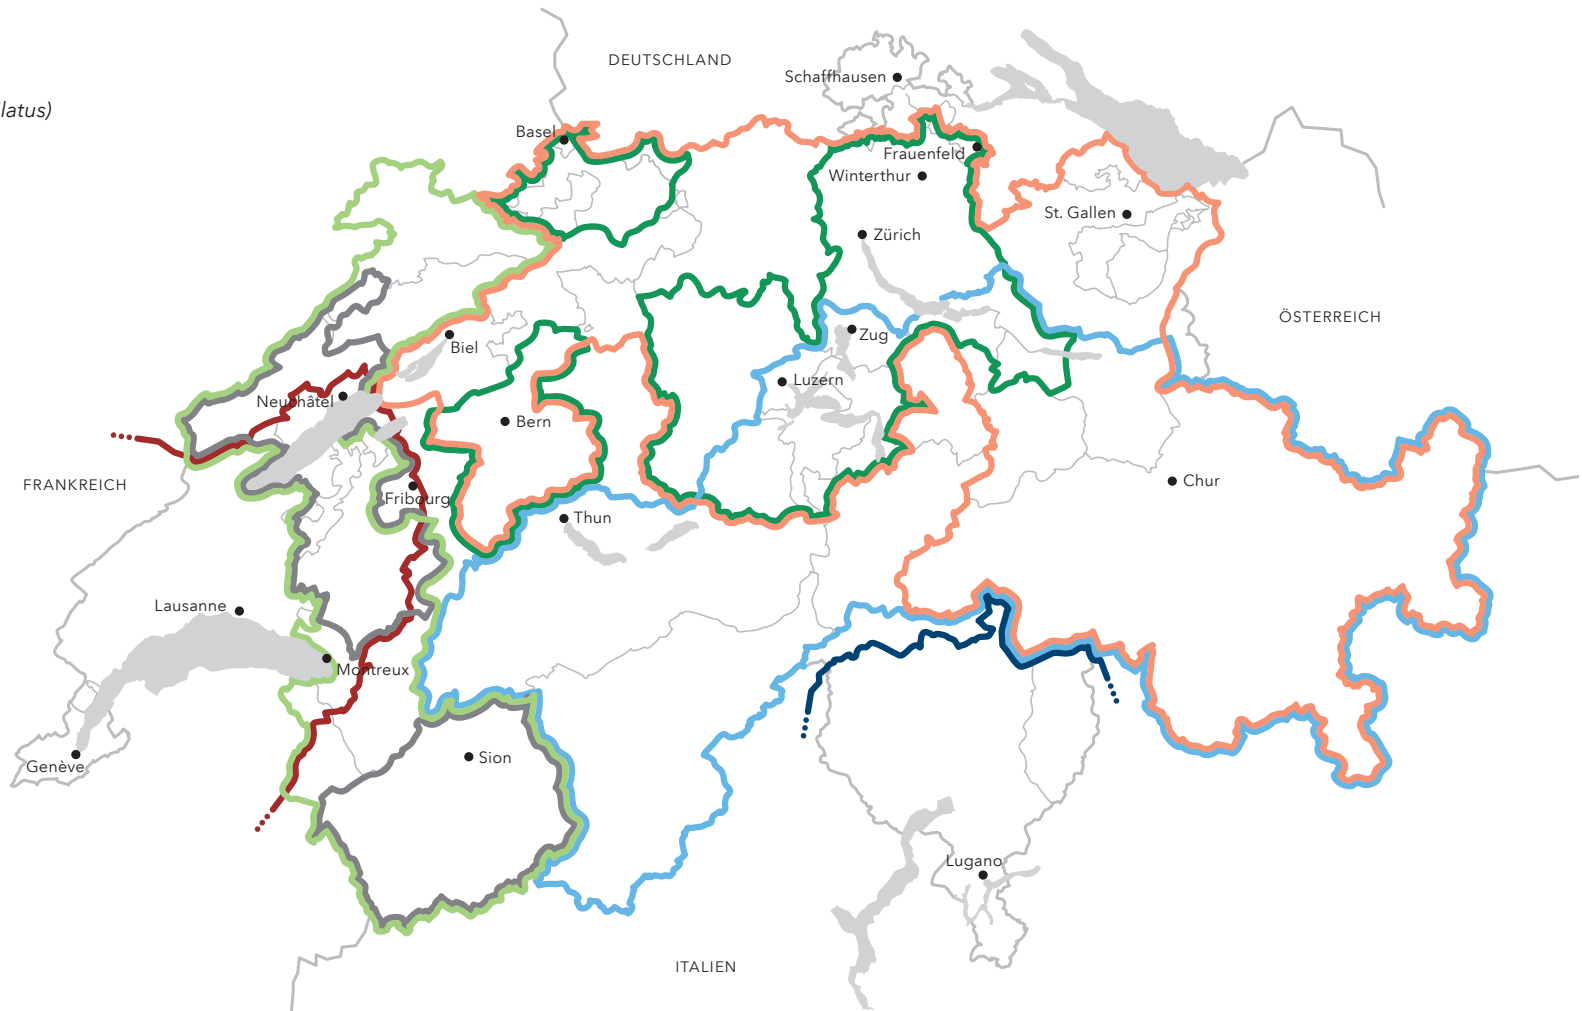 DEUTSCHLAND
Schaffhausen
latus)
Basel
Frauenfeld
Winterthur
St. Gallen
Zürich
ÖSTERREICH
Zug
Biel
Luzern
Neuchâtel
Bern
FRANKREICH
Chur
Fribourg
Thun
Lausanne
Montreux
Sion
Genève
Lugano
ITALIEN